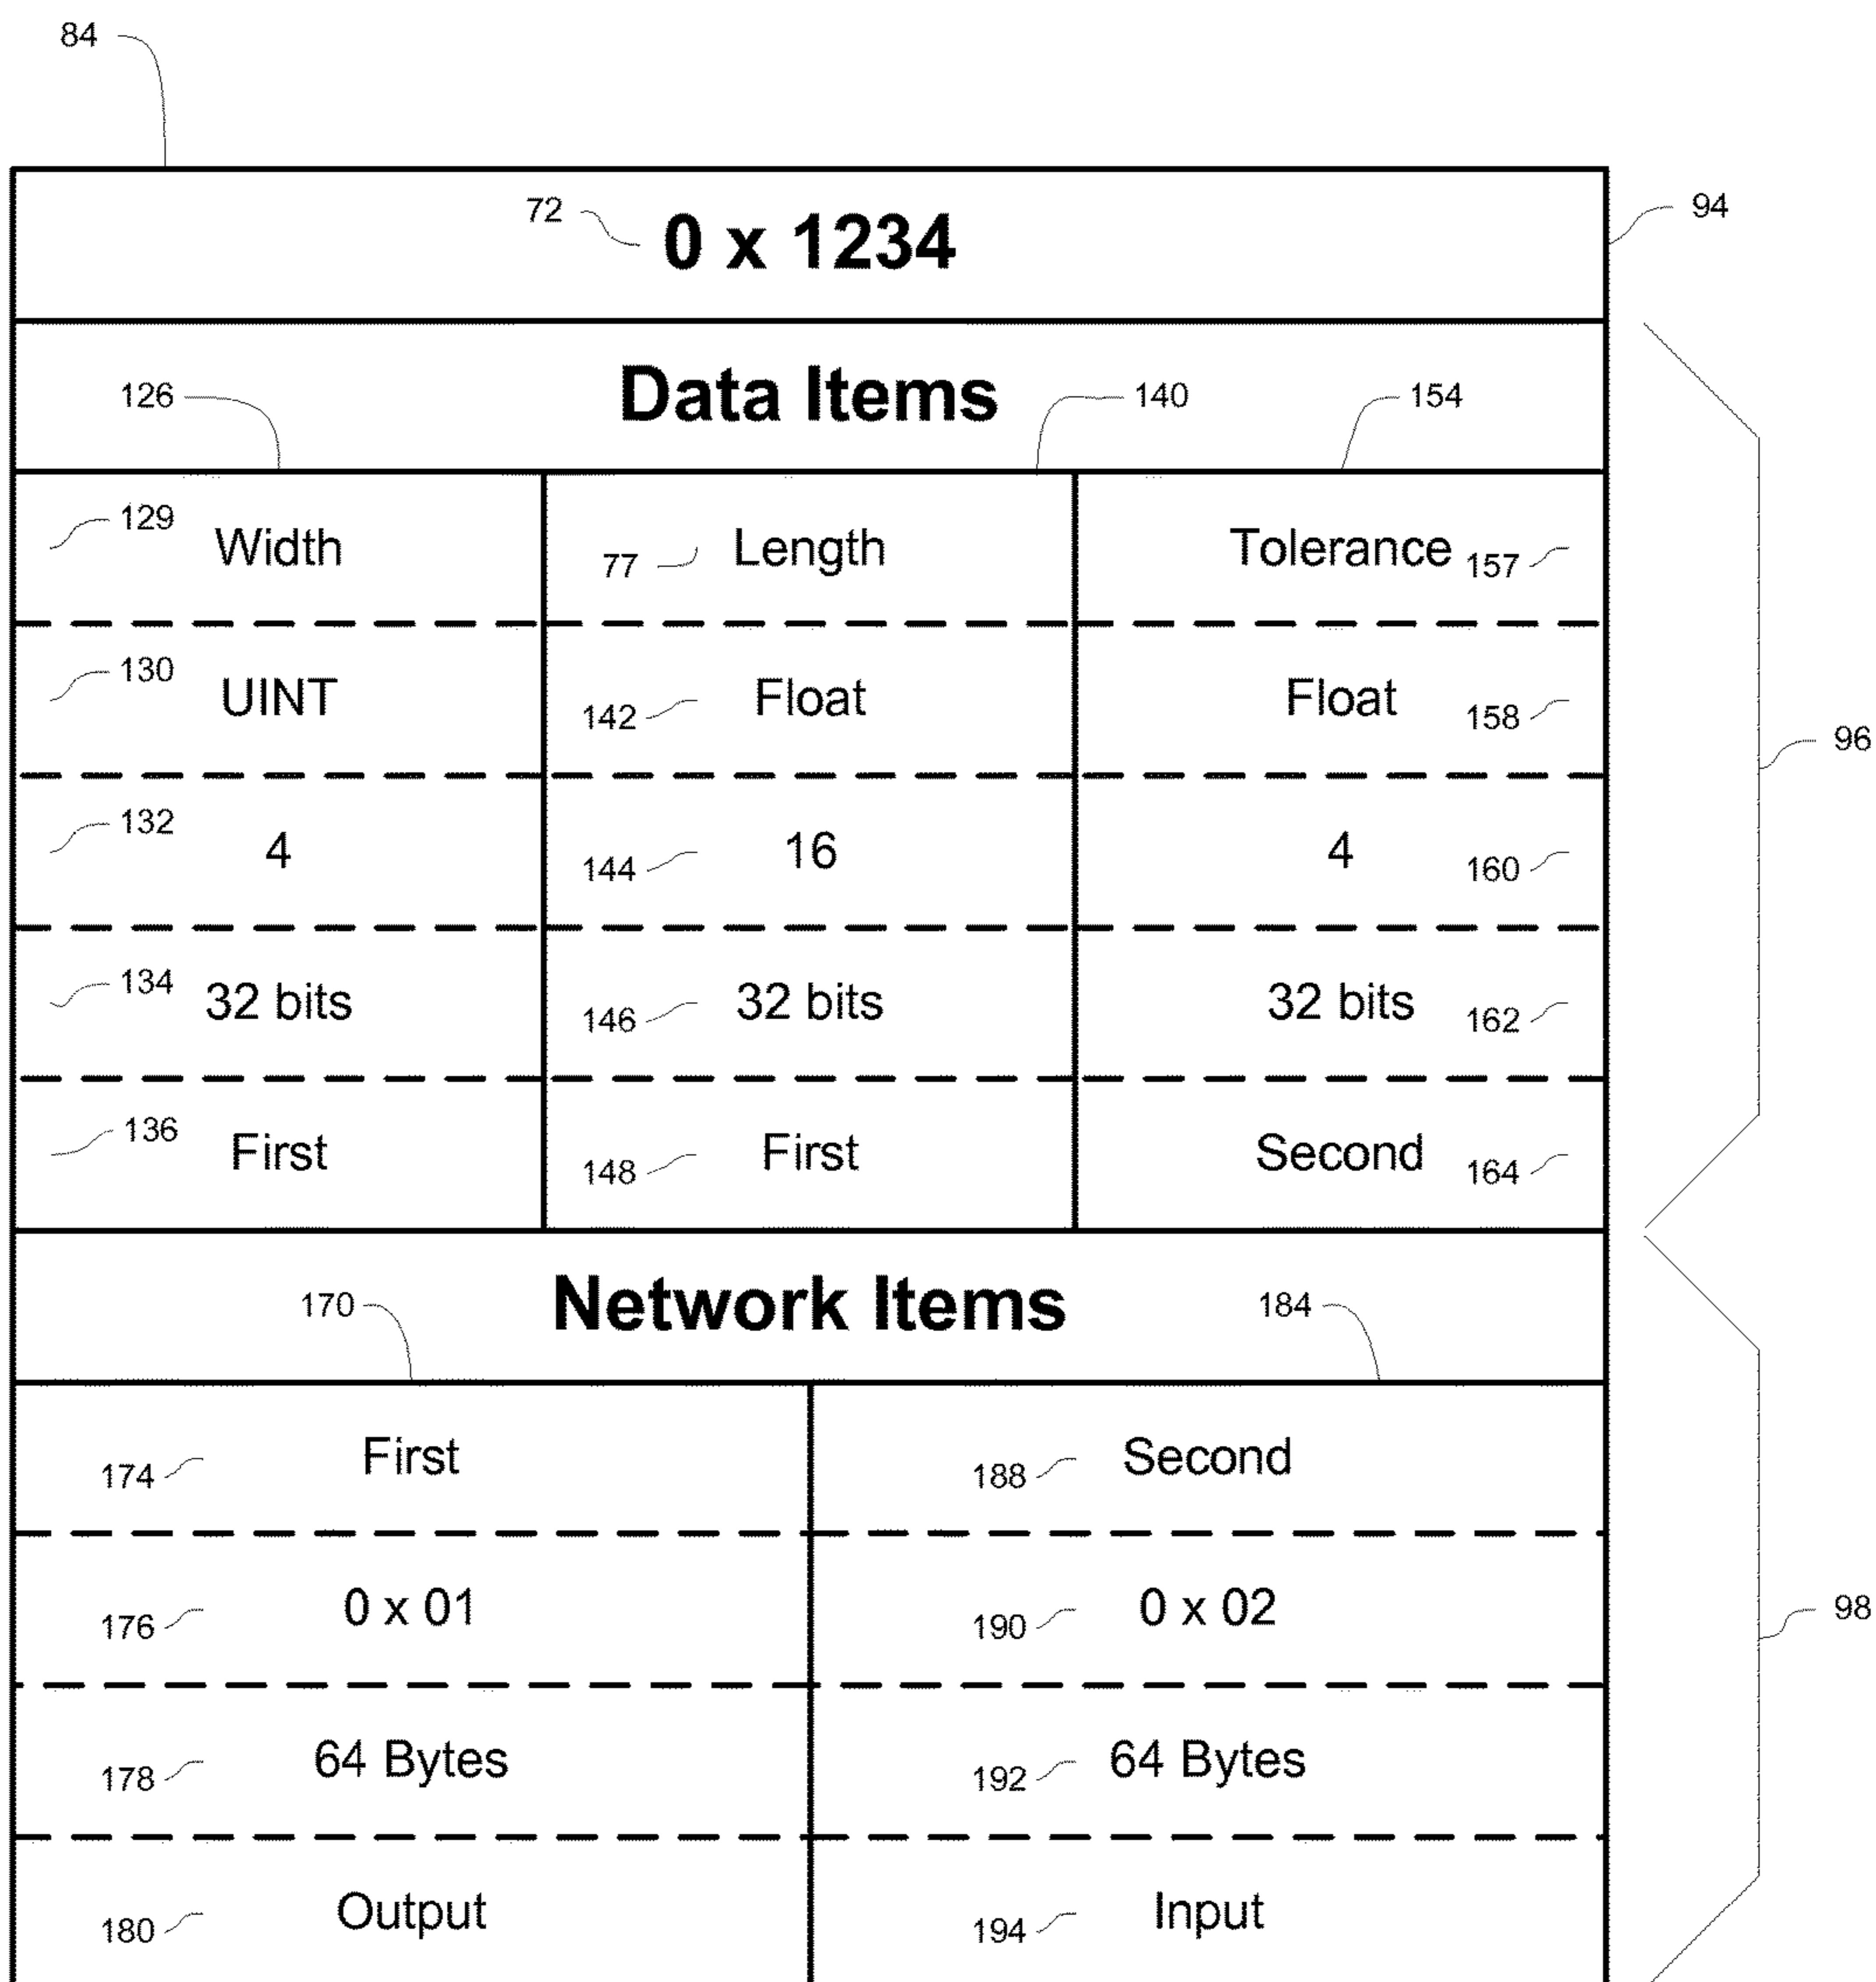 84
72 0 x 1234 94
126 Data Items 140 154
129 Width 77 Length Tolerance 157
130 UINT 142 Float Float 158
96
132 4 144 16 4 160
134 32 bits 146 32 bits 32 bits 162
136 First 148 First Second 164
170 Network Items 184
174 First 188 Second
176 0 x 01 190 0 x 02 98
178 64 Bytes 192 64 Bytes
180 Output 194 Input